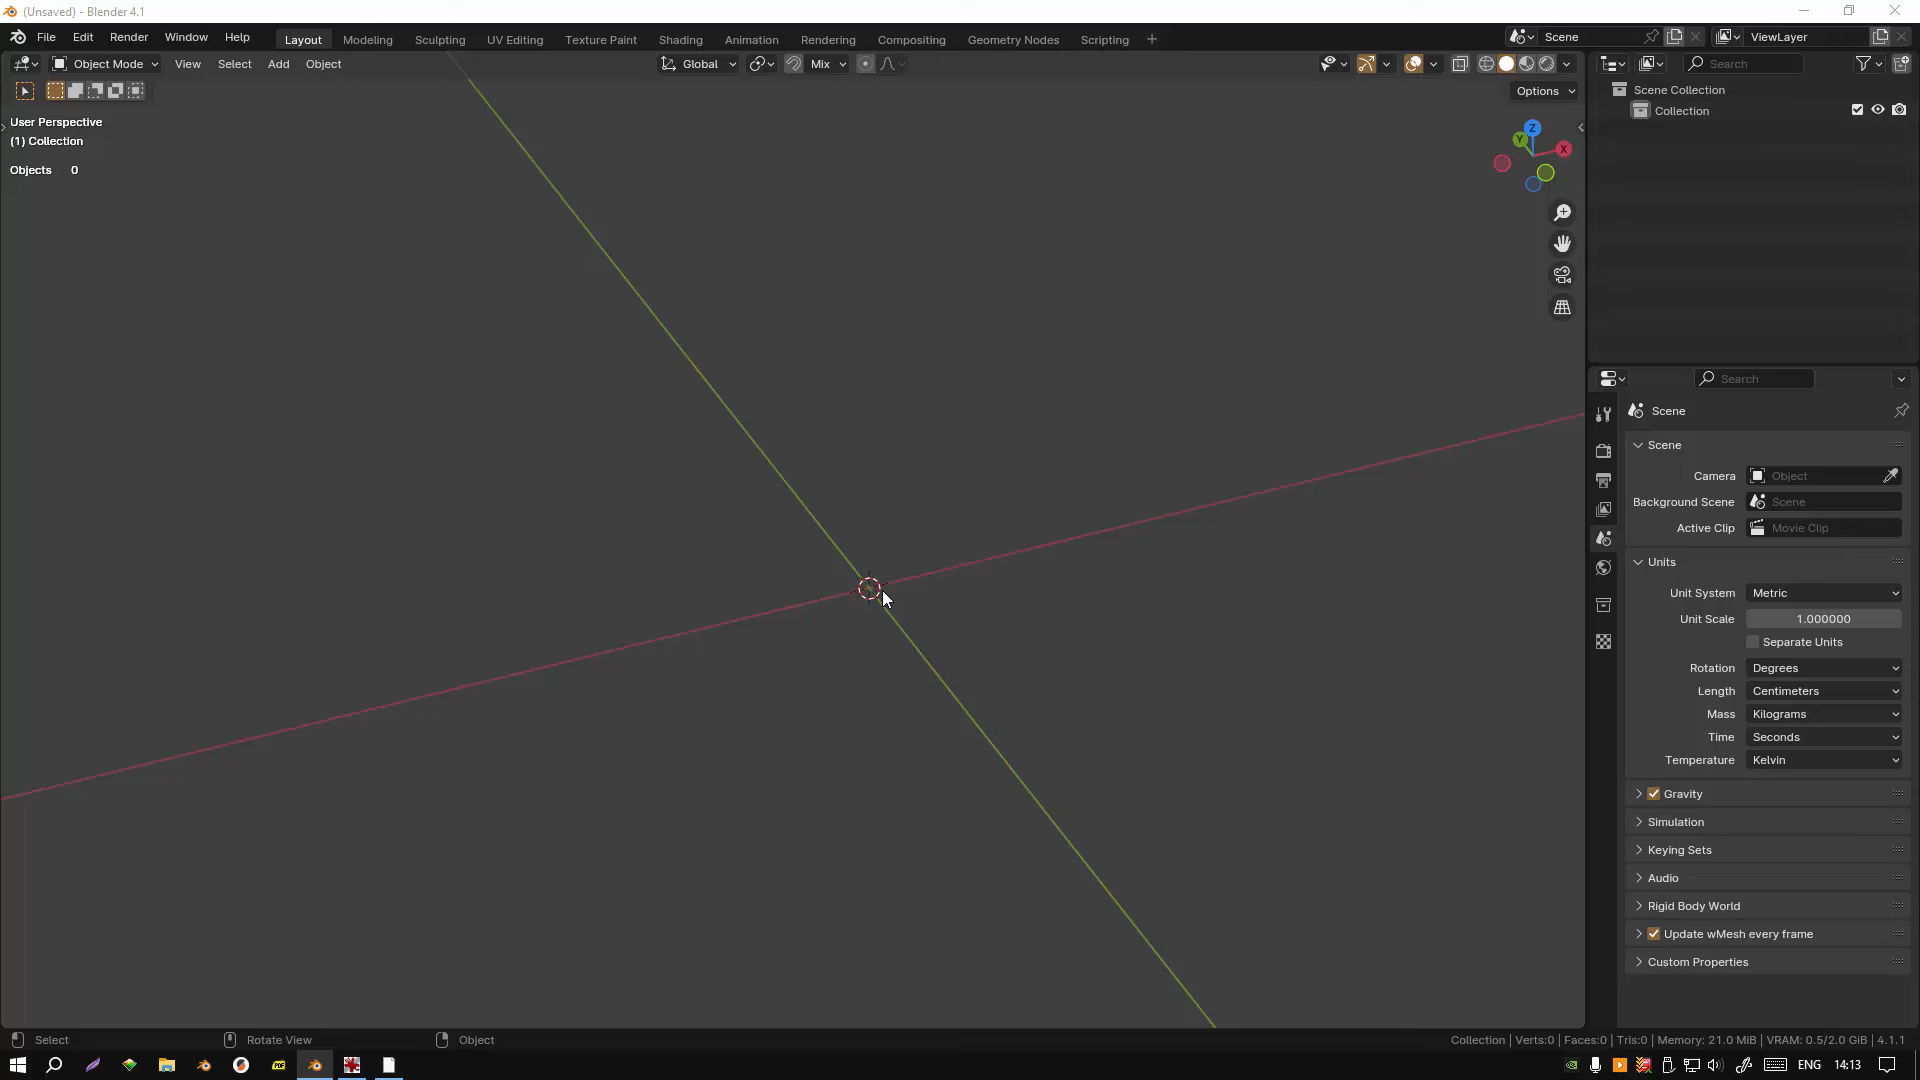 (Unsaved) - Blender 4.1
File Edit Render Window Help Layout Modeling Sculpting UV Editing Texture Paint Shading Animation Rendering Compositing Geometry Nodes Scripting + Scene ViewLayer
Object Mode View Select Add Object Global Mix Search
Options
User Perspective
(1) Collection
Objects 0
Z
Y
X
Scene Collection
Collection
Search
Scene
Scene
Camera Object
Background Scene Scene
Active Clip Movie Clip
Units
Unit System Metric
Unit Scale 1.000000
Separate Units
Rotation Degrees
Length Centimeters
Mass Kilograms
Time Seconds
Temperature Kelvin
Gravity
Simulation
Keying Sets
Audio
Rigid Body World
Update wMesh every frame
Custom Properties
Select Rotate View Object Collection | Verts:0 | Faces:0 | Tris:0 | Memory: 21.0 MiB | VRAM: 0.5/2.0 GiB | 4.1.1
ENG 14:13